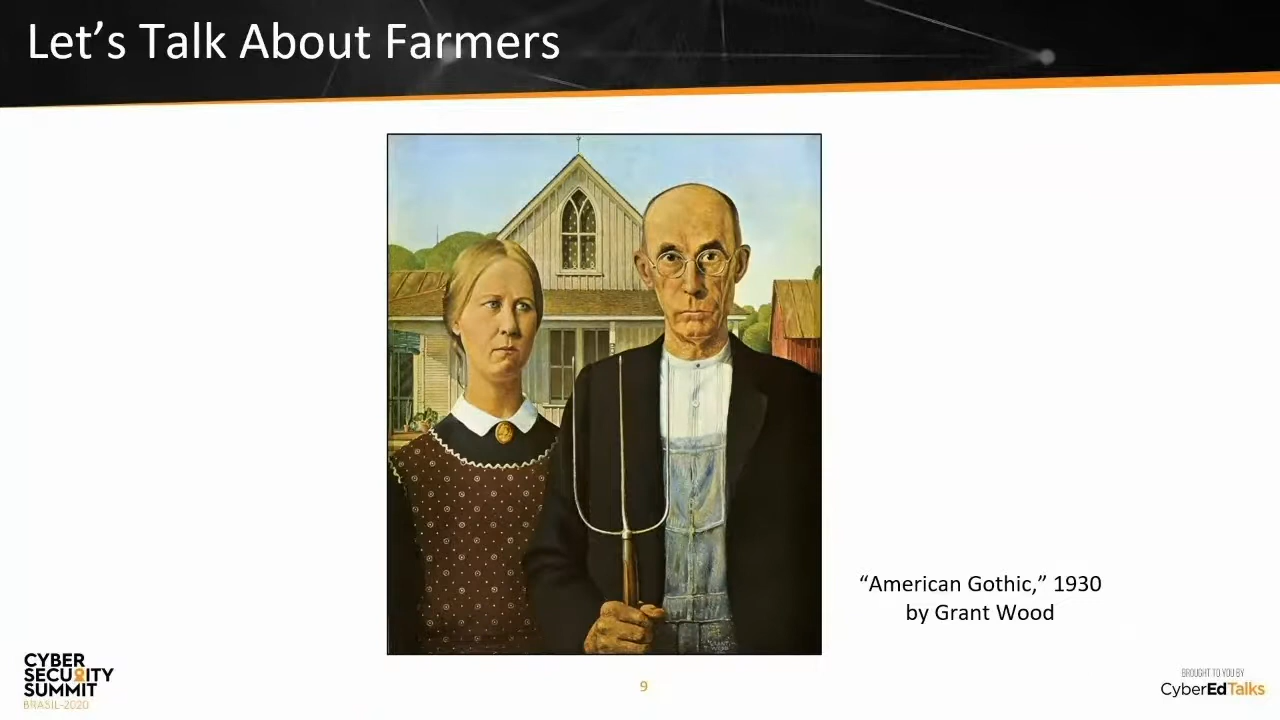 Let’s Talk About Farmers
“American Gothic,” 1930
by Grant Wood
CYBER
SECURITY
SUMMIT
BRASIL-2020
9
BROUGHT TO YOU BY
CyberEdTalks